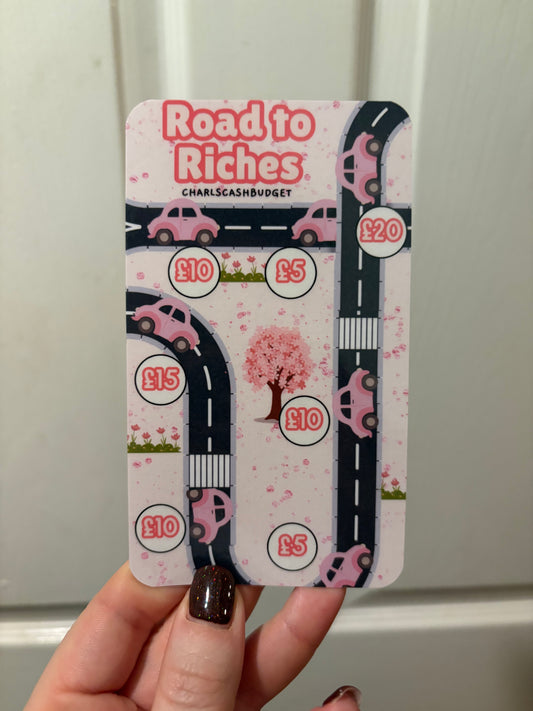 Road to
Riches
CHARLSCASHBUDGET
£20
£10
£5
£15
£10
£10
£5